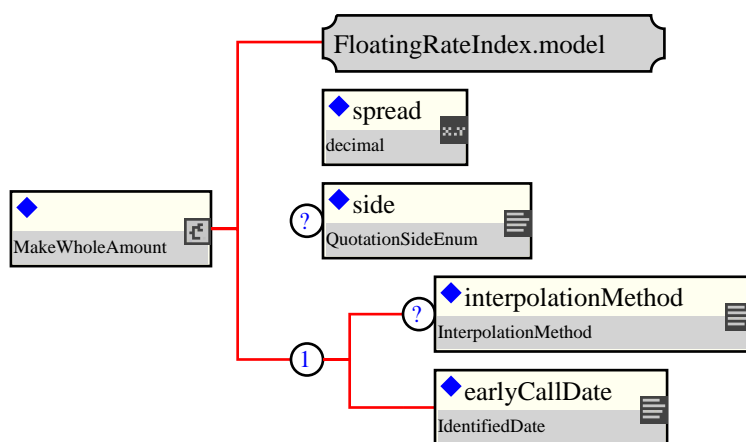 FloatingRateIndex.model
spread
x.y
decimal
MakeWholeAmount
?
side
QuotationSideEnum
?
interpolationMethod
InterpolationMethod
1
earlyCallDate
IdentifiedDate